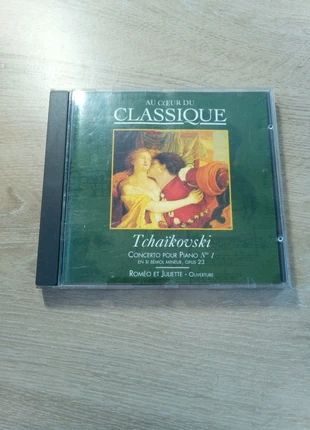 AU CŒUR DU
CLASSIQUE
Tchaïkovski
CONCERTO POUR PIANO No 1
EN SI BÉMOL MINEUR, OPUS 23
ROMÉO ET JULIETTE - OUVERTURE